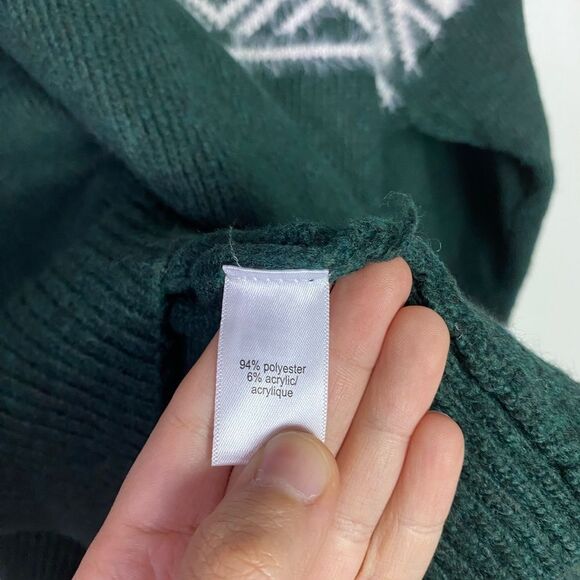 94% polyester
6% acrylic/
acrylique